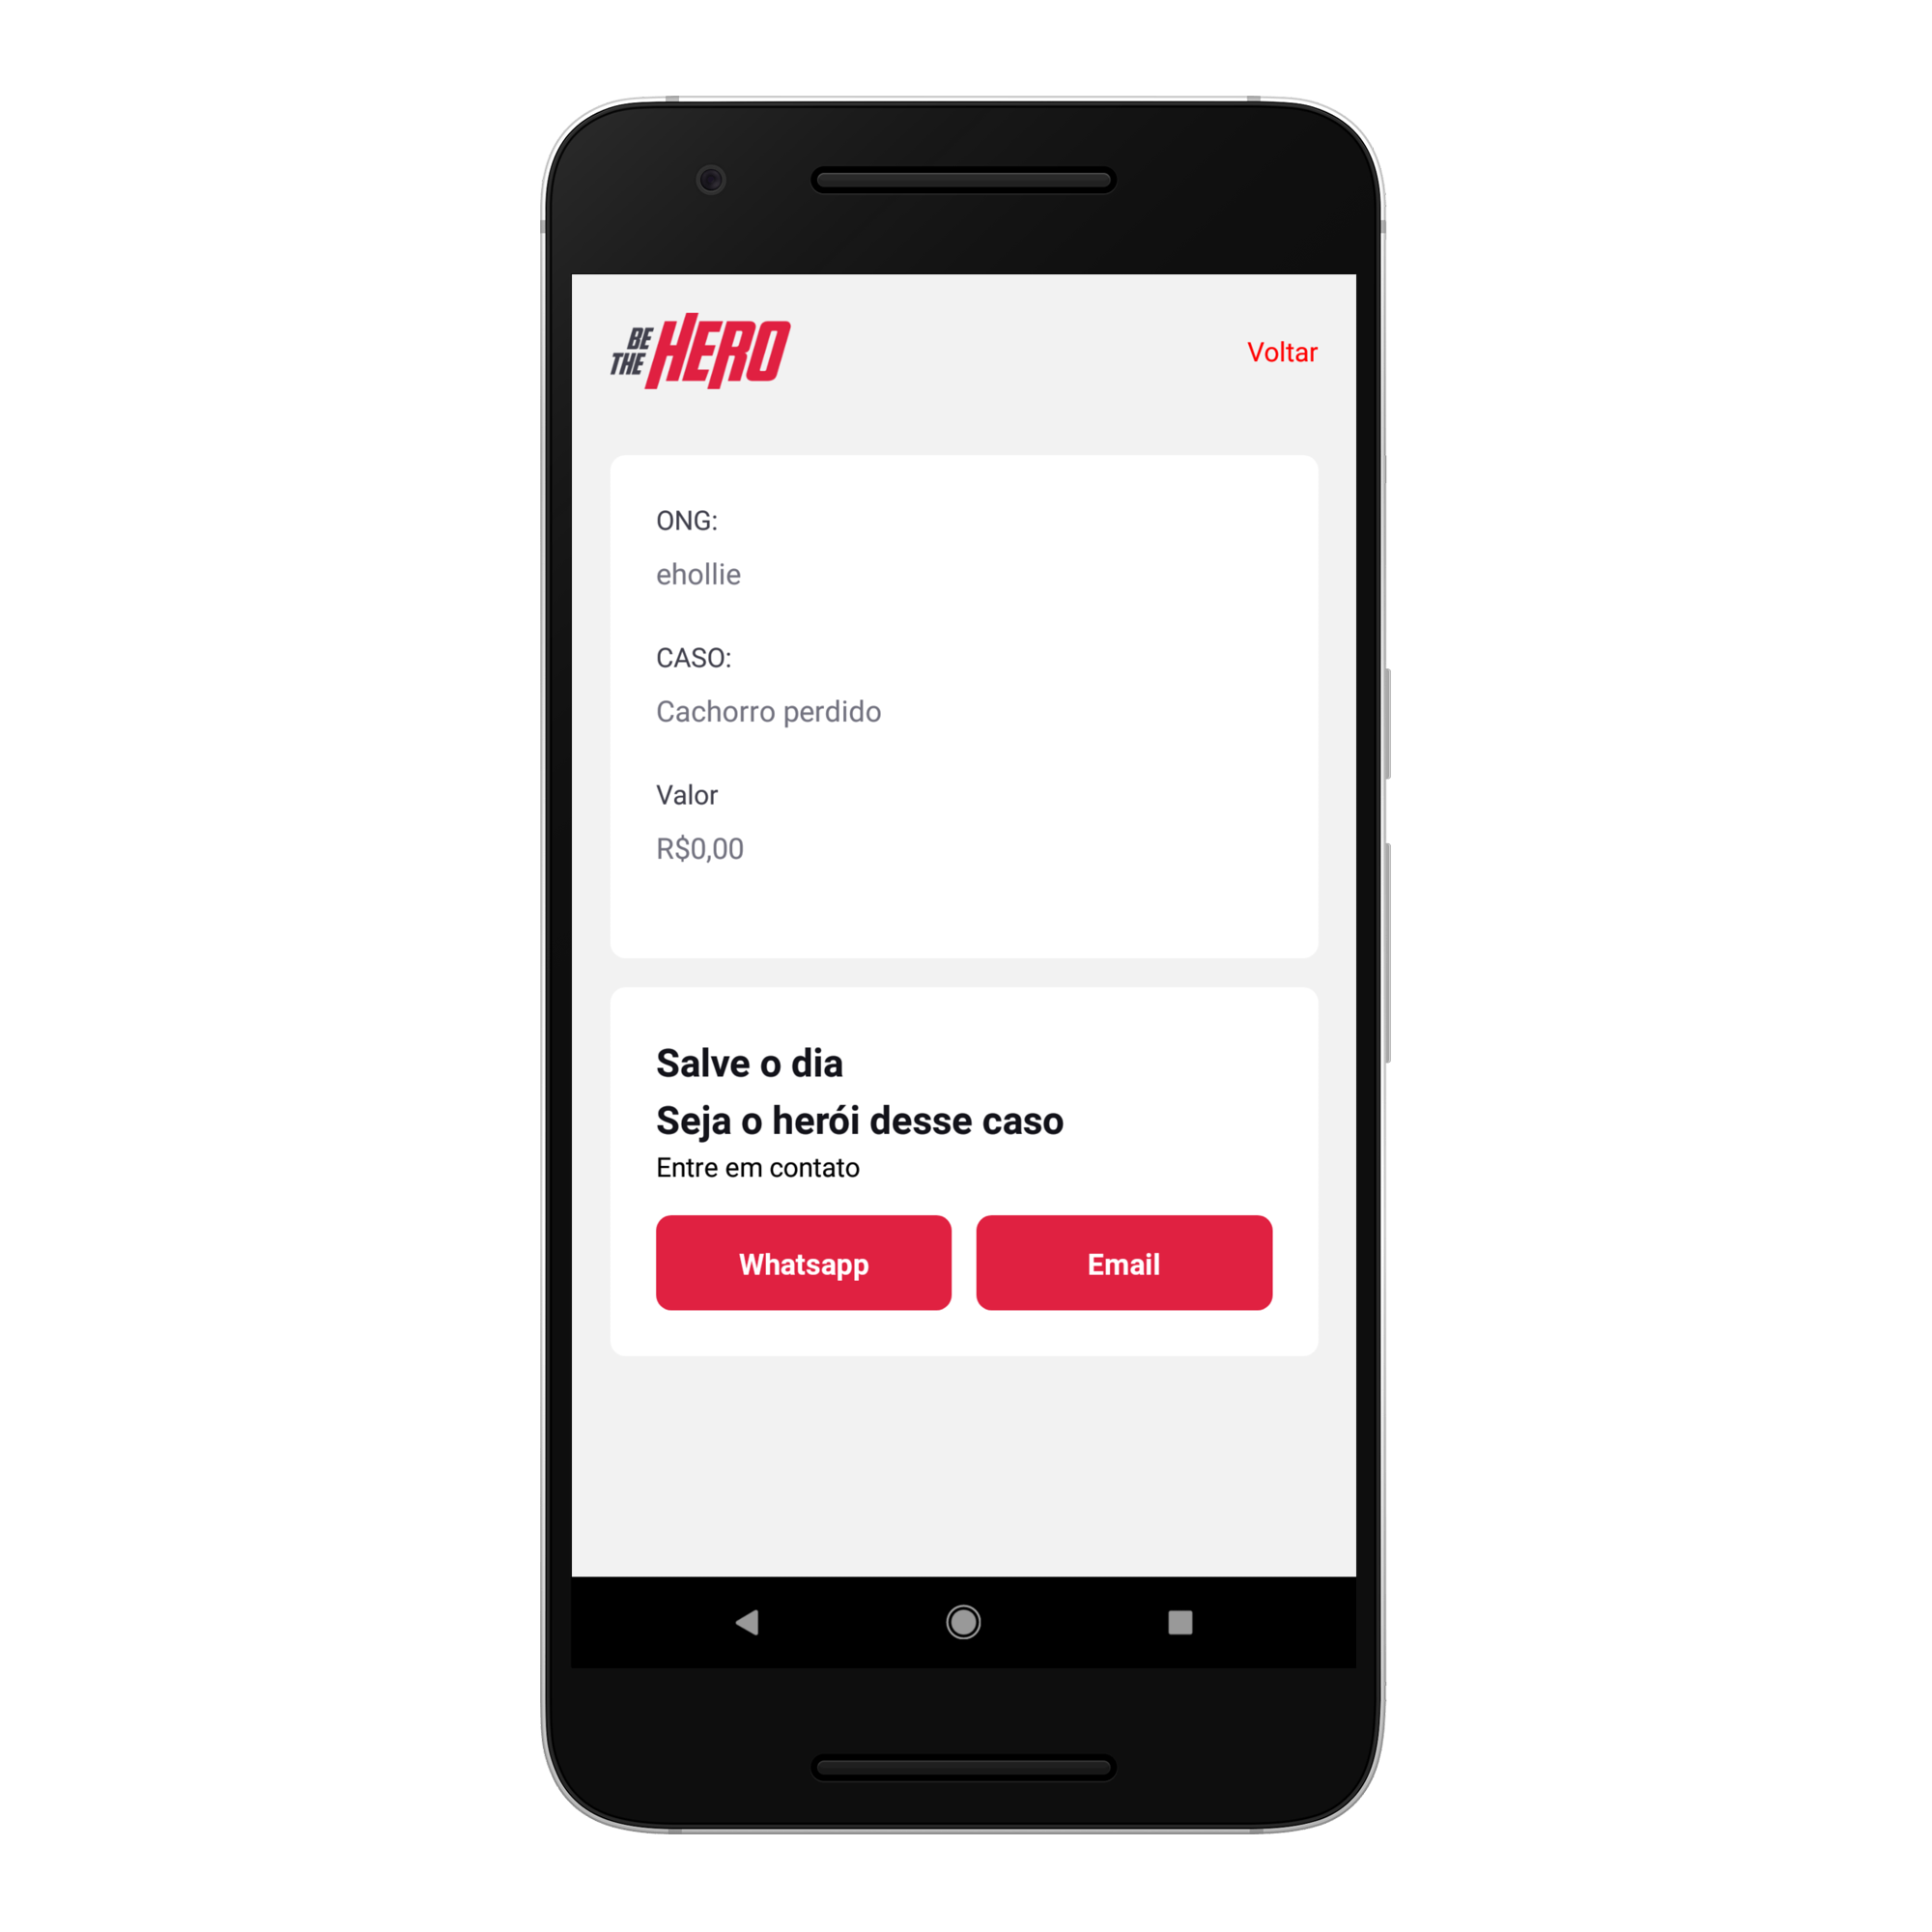 BE
THE HERO
Voltar
ONG:
ehollie
CASO:
Cachorro perdido
Valor
R$0,00
Salve o dia
Seja o herói desse caso
Entre em contato
Whatsapp
Email